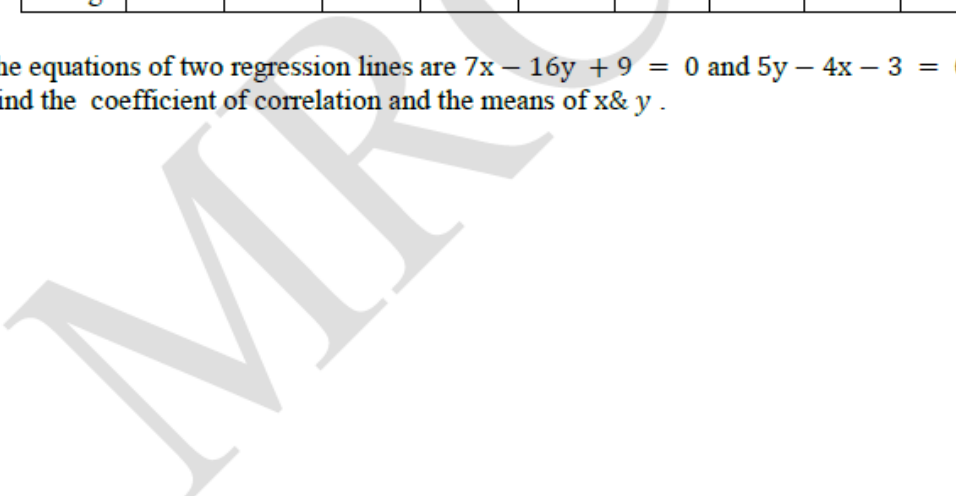 he equations of two regression lines are 7x – 16y + 9 = 0 and 5y – 4x – 3 =
ind the coefficient of correlation and the means of x& y .
MRC